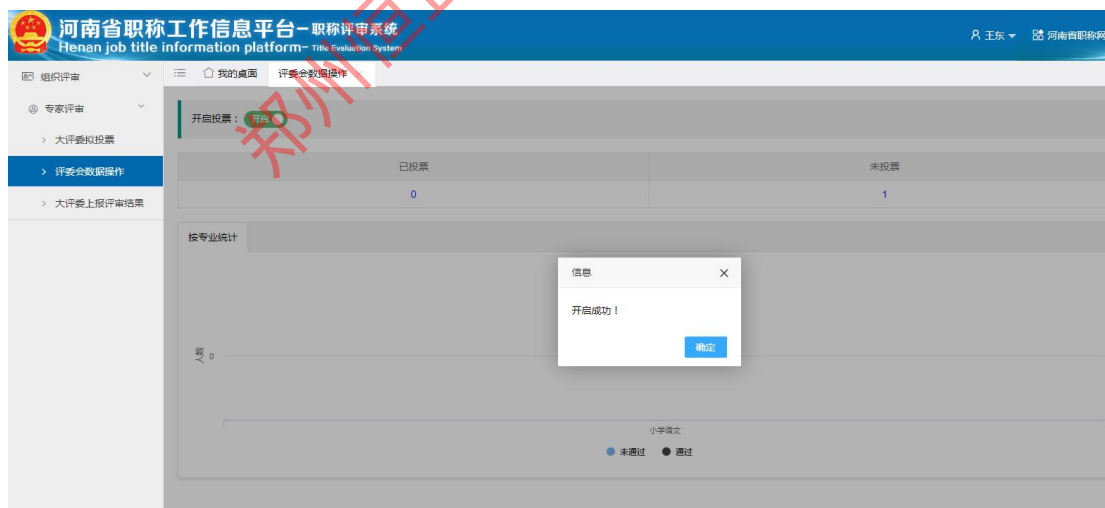 河南省职称工作信息平台-职称评审系统
Henan job title information platform- Title Evaluation System
王东
河南省职称网
组织评审
我的桌面
评委会数据操作
专家评审
大评委拟投票
评委会数据操作
大评委上报评审结果
开启投票：
开启
已投票
未投票
0
1
按专业统计
信息
开启成功！
确定
人数
0
小学语文
未通过
通过
郑州恒